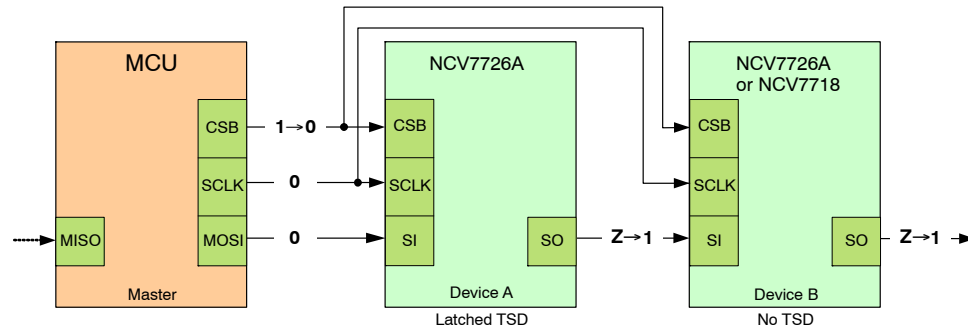 MCU
NCV7726A
NCV7726A
or NCV7718
CSB
1→0
CSB
CSB
SCLK
0
SCLK
SCLK
MISO
MOSI
0
SI
SO
Z→1
SI
SO
Z→1
Master
Device A
Device B
Latched TSD
No TSD